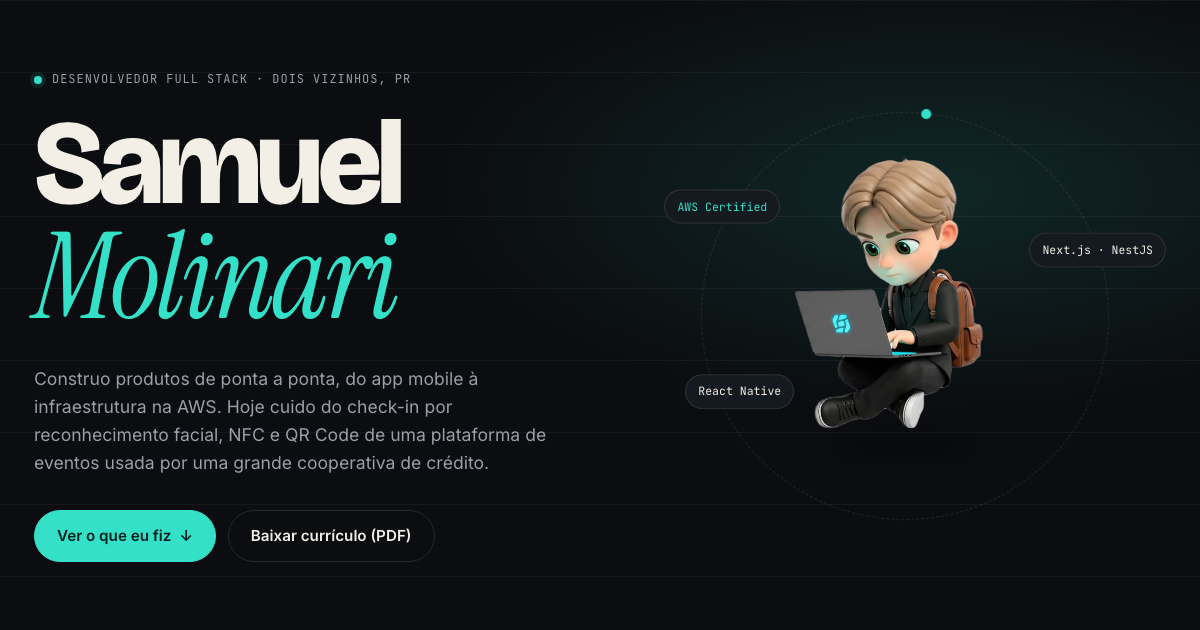 DESENVOLVEDOR FULL STACK · DOIS VIZINHOS, PR
Samuel
Molinari
Construo produtos de ponta a ponta, do app mobile à
infraestrutura na AWS. Hoje cuido do check-in por
reconhecimento facial, NFC e QR Code de uma plataforma de
eventos usada por uma grande cooperativa de crédito.
Ver o que eu fiz ↓
Baixar currículo (PDF)
AWS Certified
Next.js · NestJS
React Native